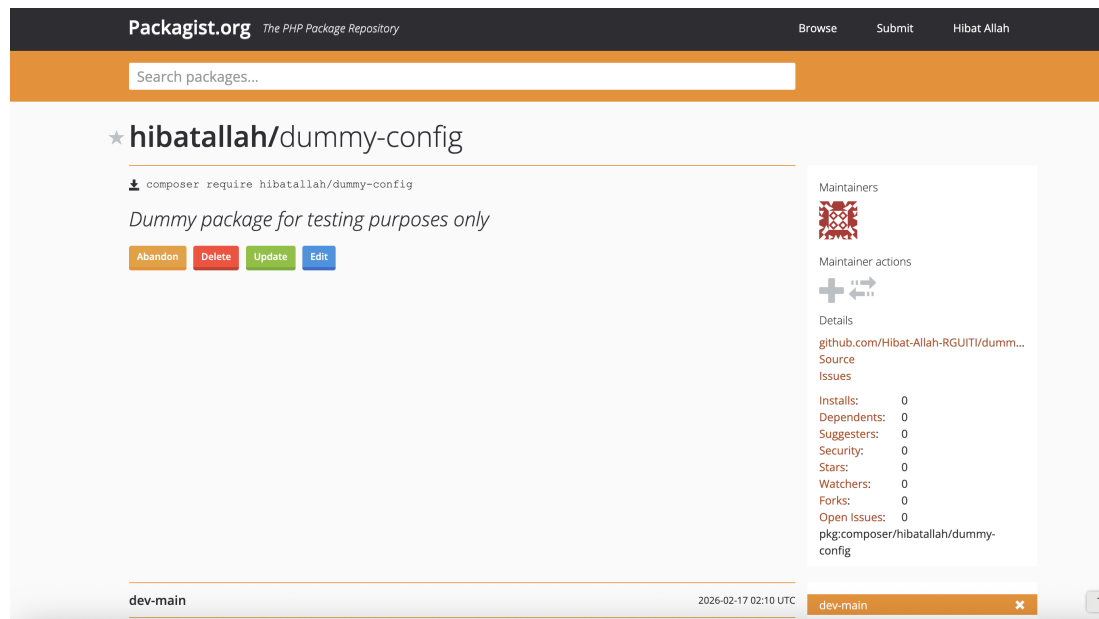 Packagist.org The PHP Package Repository
Browse Submit Hibat Allah
Search packages...
hibatallah/dummy-config
composer require hibatallah/dummy-config
Dummy package for testing purposes only
Abandon Delete Update Edit
Maintainers
Maintainer actions
Details
github.com/Hibat-Allah-RGUITI/dumm...
Source
Issues
Installs: 0
Dependents: 0
Suggesters: 0
Security: 0
Stars: 0
Watchers: 0
Forks: 0
Open Issues: 0
pkg:composer/hibatallah/dummy-
config
dev-main 2026-02-17 02:10 UTC
dev-main